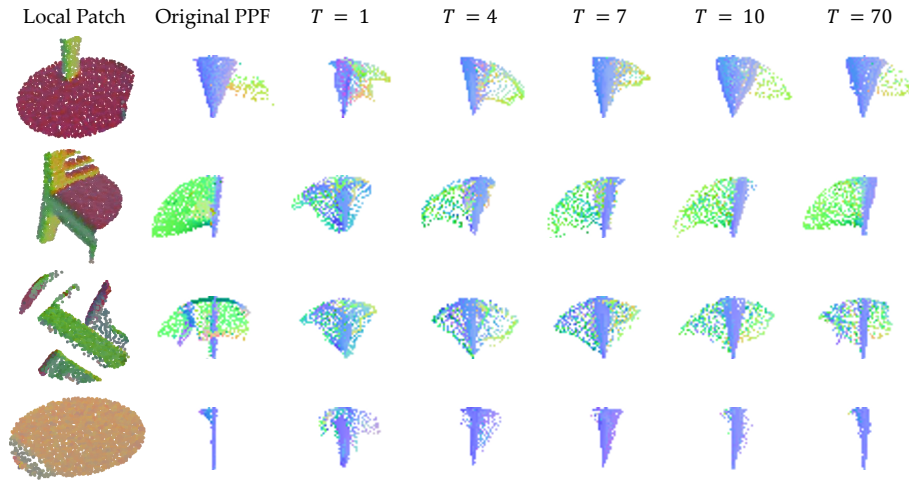 Local Patch Original PPF T = 1 T = 4 T = 7 T = 10 T = 70